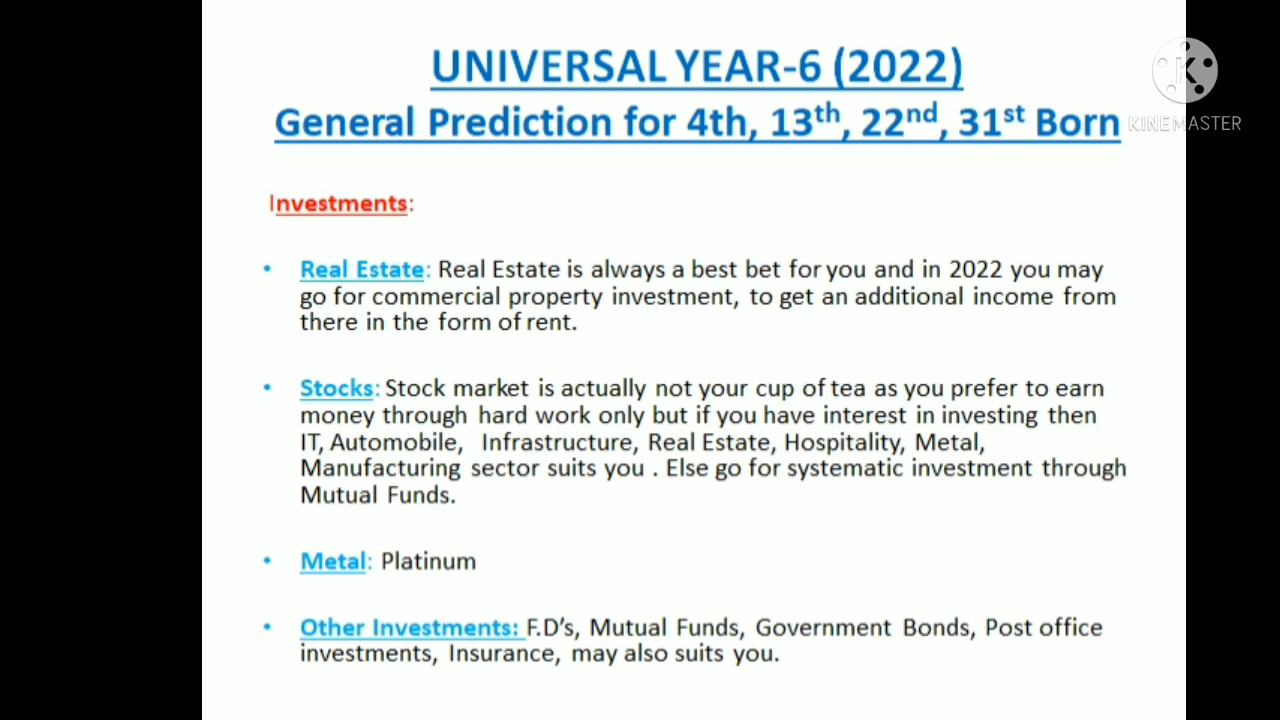 UNIVERSAL YEAR-6 (2022)
General Prediction for 4th, 13th, 22nd, 31st Born
K
KINEMASTER
Investments:
• Real Estate: Real Estate is always a best bet for you and in 2022 you may
go for commercial property investment, to get an additional income from
there in the form of rent.
• Stocks: Stock market is actually not your cup of tea as you prefer to earn
money through hard work only but if you have interest in investing then
IT, Automobile, Infrastructure, Real Estate, Hospitality, Metal,
Manufacturing sector suits you . Else go for systematic investment through
Mutual Funds.
• Metal: Platinum
• Other Investments: F.D's, Mutual Funds, Government Bonds, Post office
investments, Insurance, may also suits you.